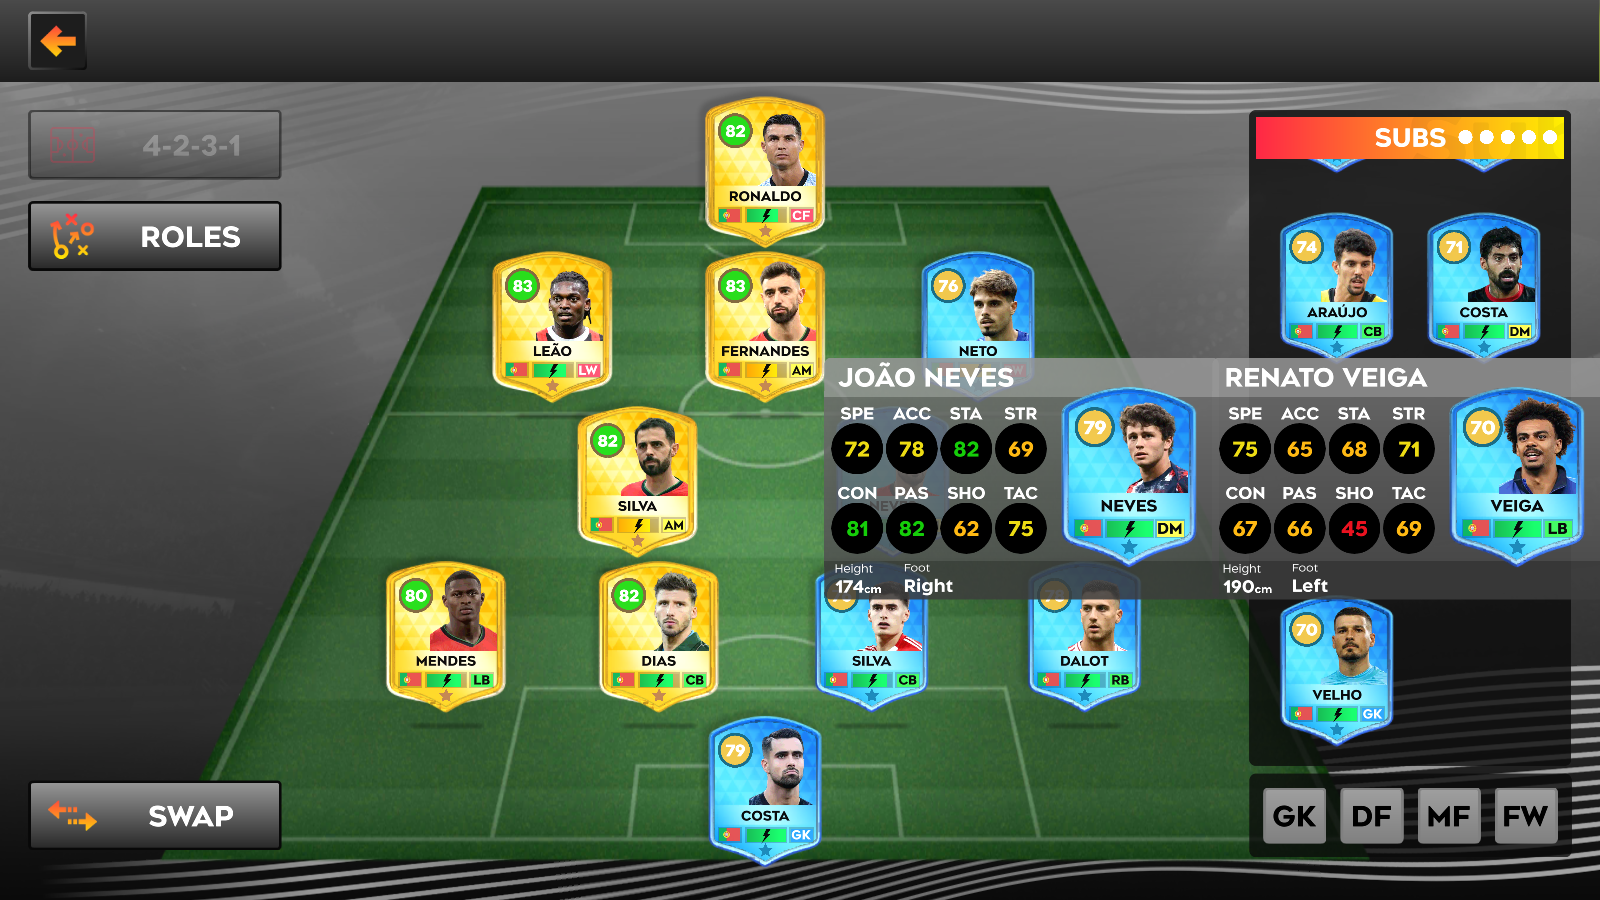 4-2-3-1
ROLES
SWAP
82
RONALDO
CF
83
LEÃO
LW
83
FERNANDES
AM
76
NETO
82
SILVA
AM
80
MENDES
LB
82
DIAS
CB
SILVA
CB
DALOT
RB
79
COSTA
GK
JOÃO NEVES
SPE ACC STA STR
72 78 82 69
CON PAS SHO TAC
81 82 62 75
Height Foot
174cm Right
79
NEVES
DM
RENATO VEIGA
SPE ACC STA STR
75 65 68 71
CON PAS SHO TAC
67 66 45 69
Height Foot
190cm Left
70
VEIGA
LB
SUBS
74
ARAÚJO
CB
71
COSTA
DM
70
VELHO
GK
GK DF MF FW